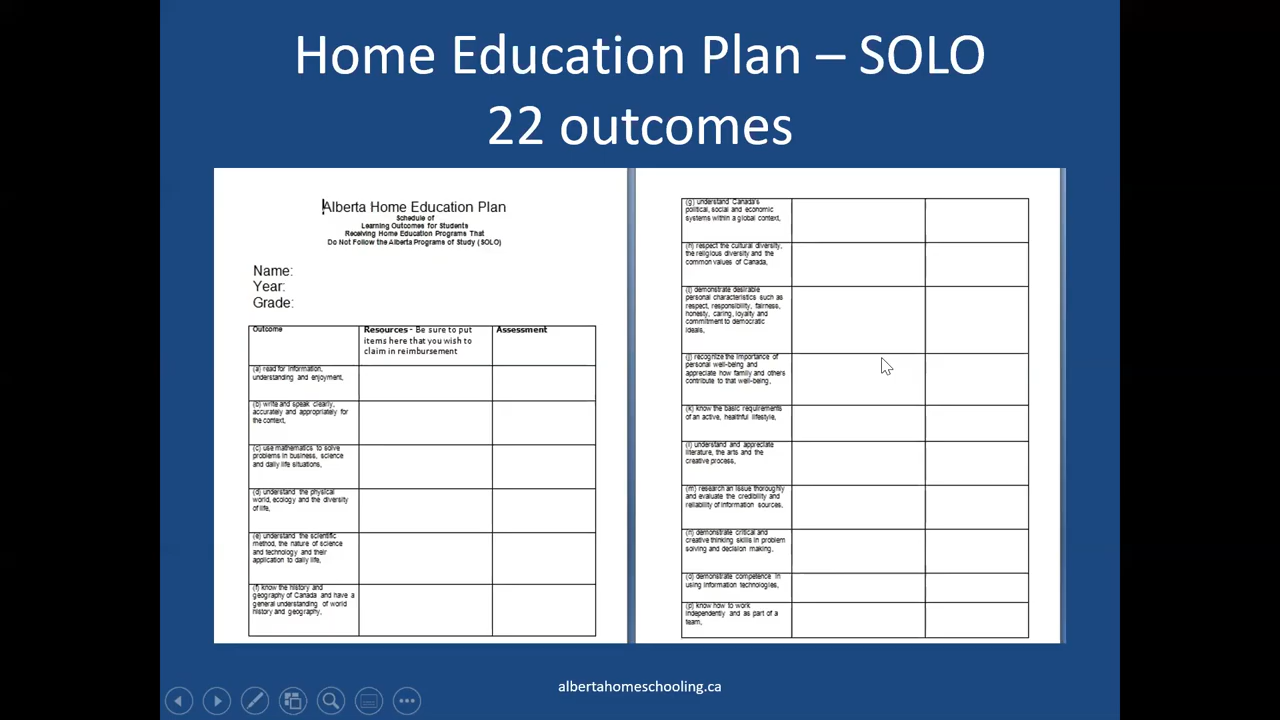 Home Education Plan – SOLO
22 outcomes
Alberta Home Education Plan
Schedule of
Learning Outcomes for Students
Receiving Home Education Programs That
Do Not Follow the Alberta Programs of Study (SOLO)
Name:
Year:
Grade:
Outcome
Resources - Be sure to put
items here that you wish to
claim in reimbursement
Assessment
(a) read for information,
understanding and enjoyment,
(b) write and speak clearly,
accurately and appropriately for
the context,
(c) use mathematics to solve
problems in business, science
and daily life situations,
(d) understand the physical
world, ecology and the diversity
of life,
(e) understand the scientific
method, the nature of science
and technology and their
application to daily life,
(f) know the history and
geography of Canada and have a
general understanding of world
history and geography,
(g) understand Canada's
political, social and economic
systems within a global context,
(h) respect the cultural diversity,
the religious diversity and the
common values of Canada,
(i) demonstrate desirable
personal characteristics such as
respect, responsibility, fairness,
honesty, caring, loyalty and
commitment to democratic
ideals,
(j) recognize the importance of
personal well-being and
appreciate how family and others
contribute to that well-being,
(k) know the basic requirements
of an active, healthful lifestyle,
(l) understand and appreciate
literature, the arts and the
creative process,
(m) research an issue thoroughly
and evaluate the credibility and
reliability of information sources,
(n) demonstrate critical and
creative thinking skills in problem
solving and decision making,
(o) demonstrate competence in
using information technologies,
(p) know how to work
independently and as part of a
team,
albertahomeschooling.ca